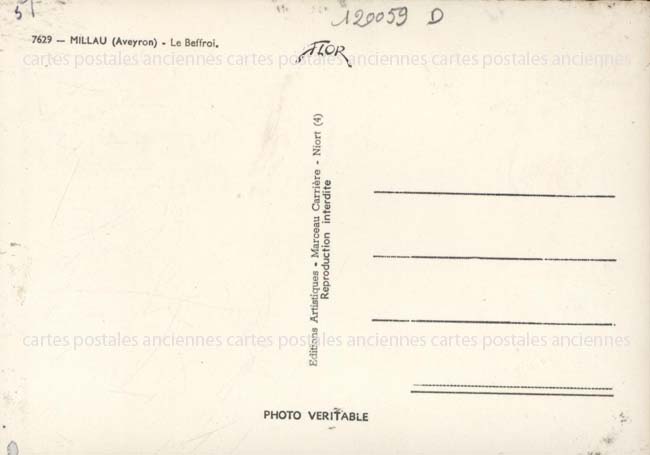 5
120059 D
7629 — MILLAU (Aveyron) - Le Beffroi.
FLOR
cartes postales anciennes cartes postales anciennes cartes postales anciennes
Editions Artistiques - Marceau Carrière - Niort (4)
Reproduction interdite
cartes postales anciennes cartes postales anciennes cartes postales anciennes
PHOTO VERITABLE